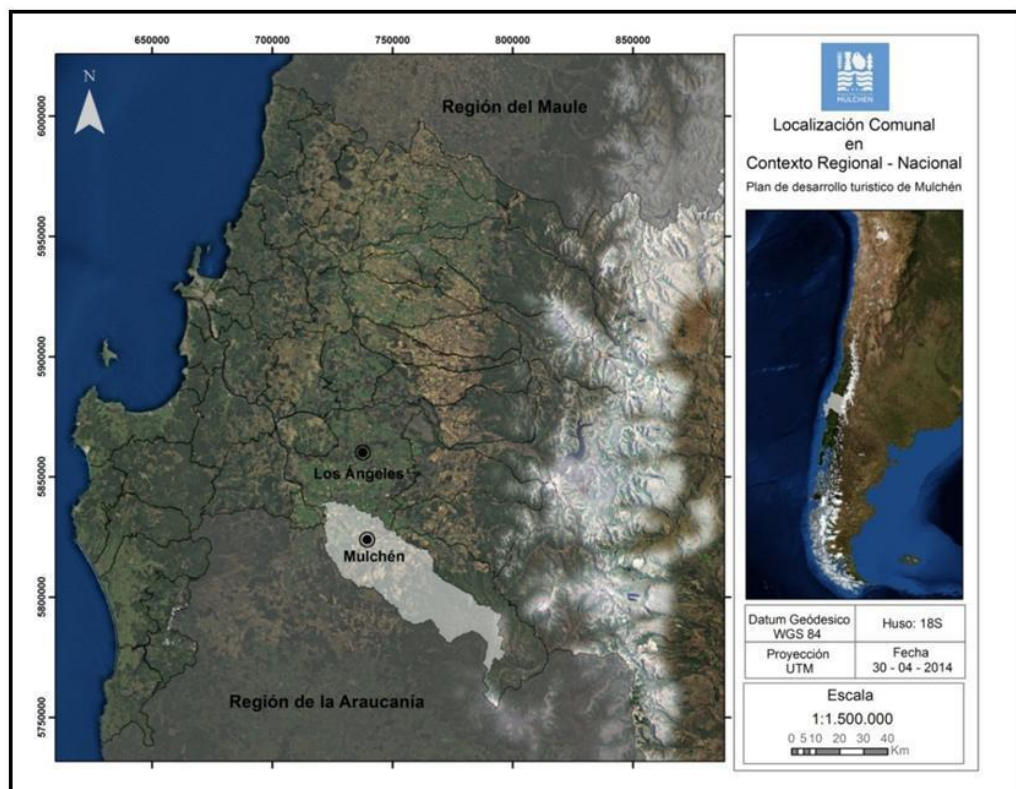 650000 700000 750000 800000 850000
N
Región del Maule
6000000
5950000
5900000
5850000
5800000
5750000
Los Ángeles
Mulchén
Región de la Araucanía
MULCHÉN
Localización Comunal
en
Contexto Regional - Nacional
Plan de desarrollo turistico de Mulchén
Datum Geódesico
WGS 84
Huso: 18S
Proyección
UTM
Fecha
30 - 04 - 2014
Escala
1:1.500.000
0 5 10 20 30 40
Km